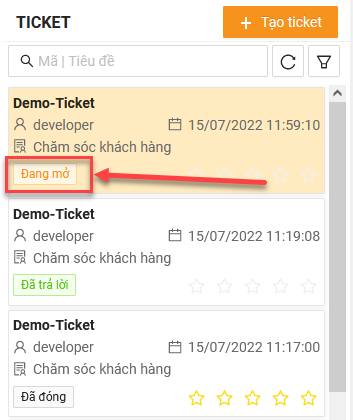 TICKET
Tạo ticket
Mã | Tiêu đề
Demo-Ticket
developer 15/07/2022 11:59:10
Chăm sóc khách hàng
Đang mở
Demo-Ticket
developer 15/07/2022 11:19:08
Chăm sóc khách hàng
Đã trả lời
Demo-Ticket
developer 15/07/2022 11:17:00
Chăm sóc khách hàng
Đã đóng